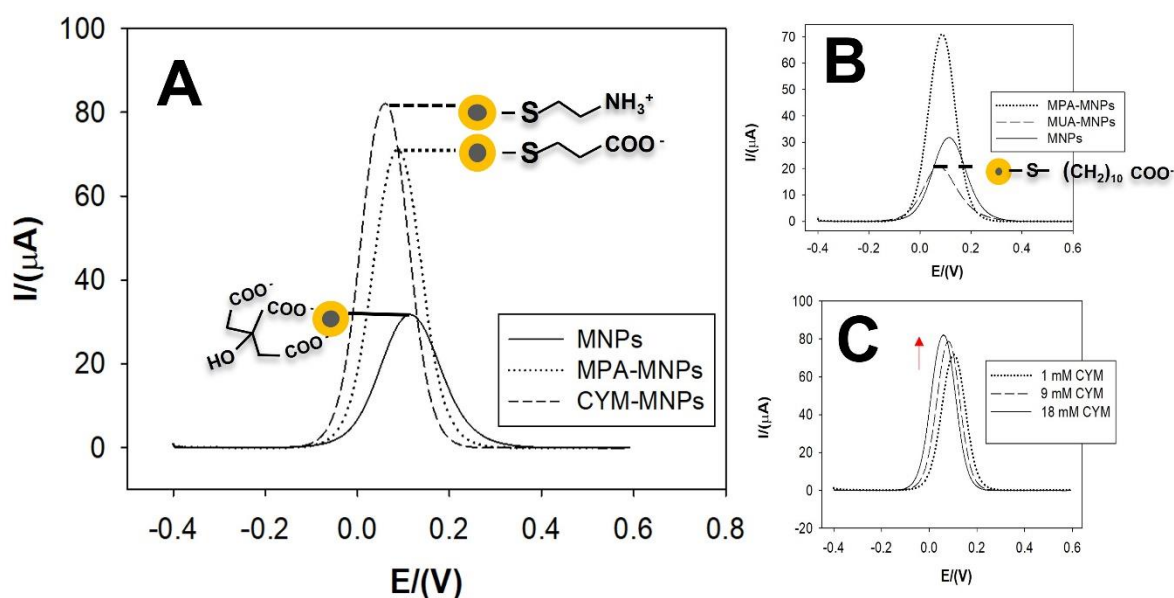 A
100
80
60
40
20
0
I/(µA)
-0.4
-0.2
0.0
0.2
0.4
0.6
0.8
E/(V)
S
NH₃⁺
S
COO⁻
COO⁻
COO⁻
HO
COO⁻
MNPs
MPA-MNPs
CYM-MNPs
B
70
60
50
40
30
20
10
0
I/(µA)
-0.4
-0.2
0.0
0.2
0.4
0.6
E/(V)
MPA-MNPs
MUA-MNPs
MNPs
S (CH₂)₁₀ COO⁻
C
100
80
60
40
20
0
-20
I/(µA)
-0.4
-0.2
0.0
0.2
0.4
0.6
E/(V)
1 mM CYM
9 mM CYM
18 mM CYM